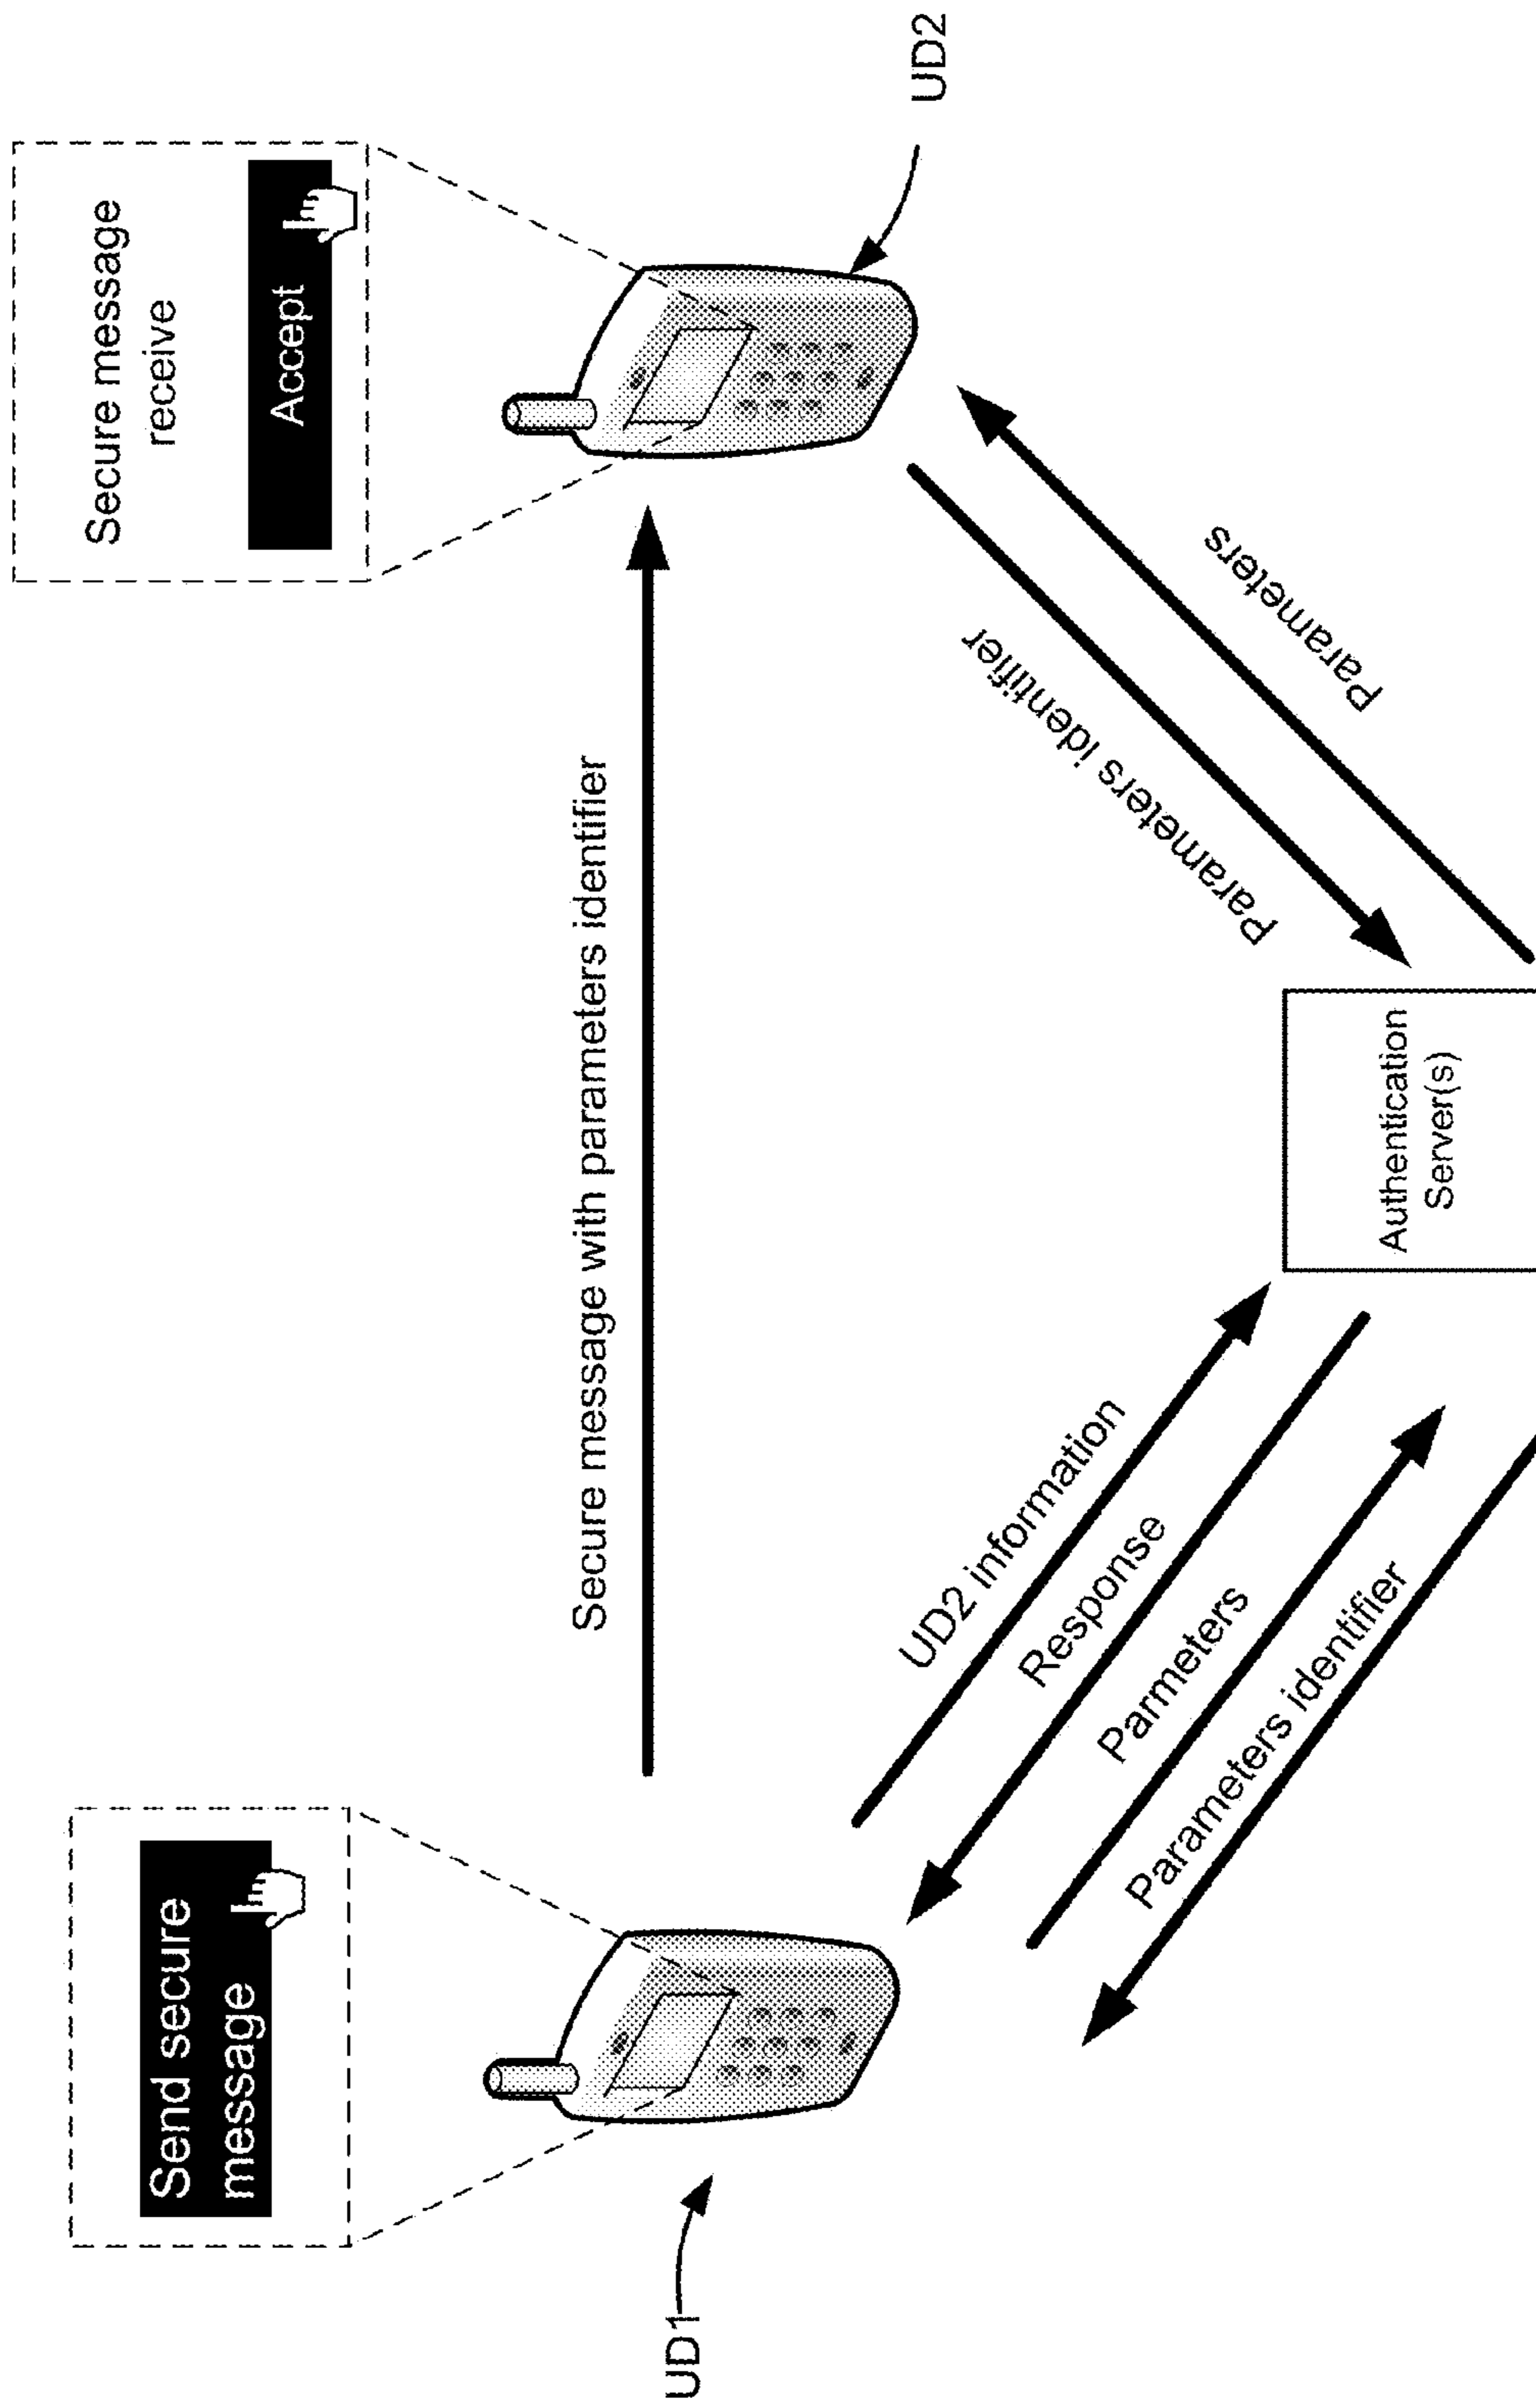 Send secure
message
Secure message
receive
Accept
UD1
UD2
Secure message with parameters identifier
UD2 information
Response
Parmeters
Parameters identifier
Parameters identifier
Parameters
Authentication
Server(s)